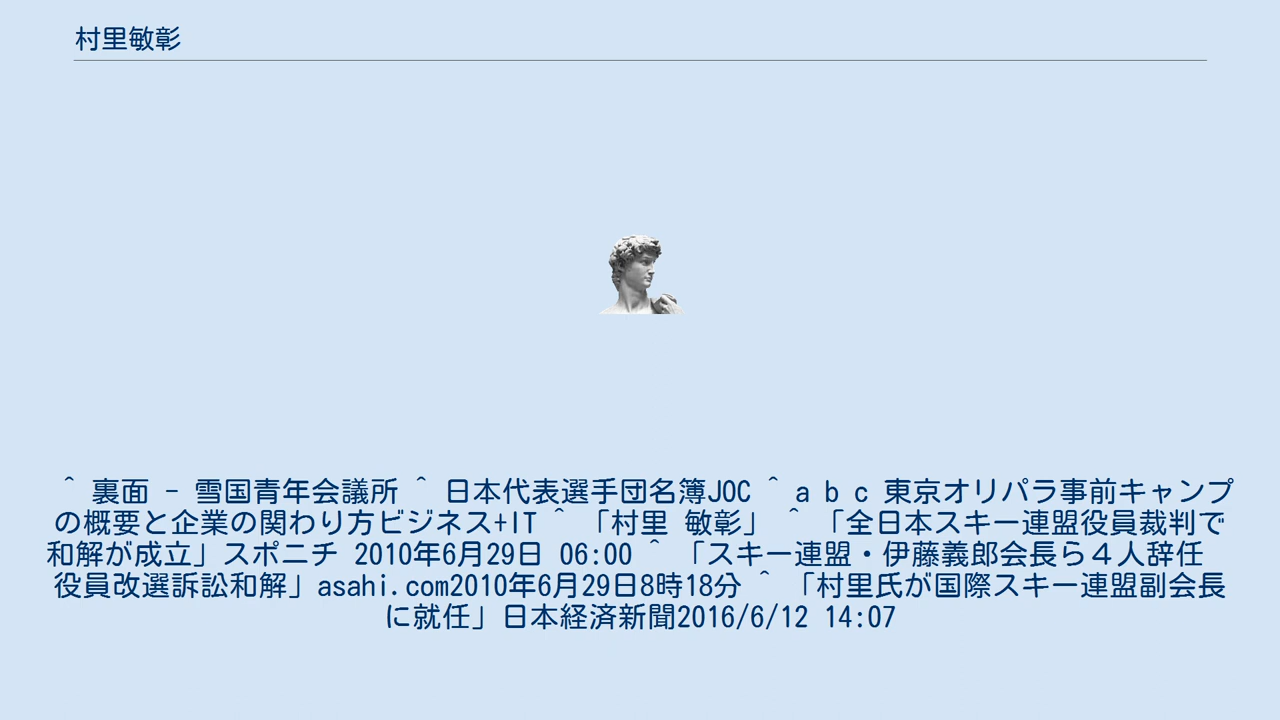 村里敏彰
^ 裏面 - 雪国青年会議所 ^ 日本代表選手団名簿JOC ^ a b c 東京オリパラ事前キャンプ
の概要と企業の関わり方ビジネス+IT ^ 「村里 敏彰」 ^ 「全日本スキー連盟役員裁判で
和解が成立」スポニチ 2010年6月29日 06:00 ^ 「スキー連盟・伊藤義郎会長ら４人辞任
役員改選訴訟和解」asahi.com2010年6月29日8時18分 ^ 「村里氏が国際スキー連盟副会長
に就任」日本経済新聞2016/6/12 14:07